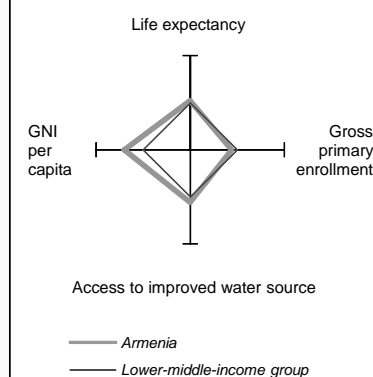 Life expectancy
GNI
per
capita
Gross
primary
enrollment
Access to improved water source
Armenia
Lower-middle-income group